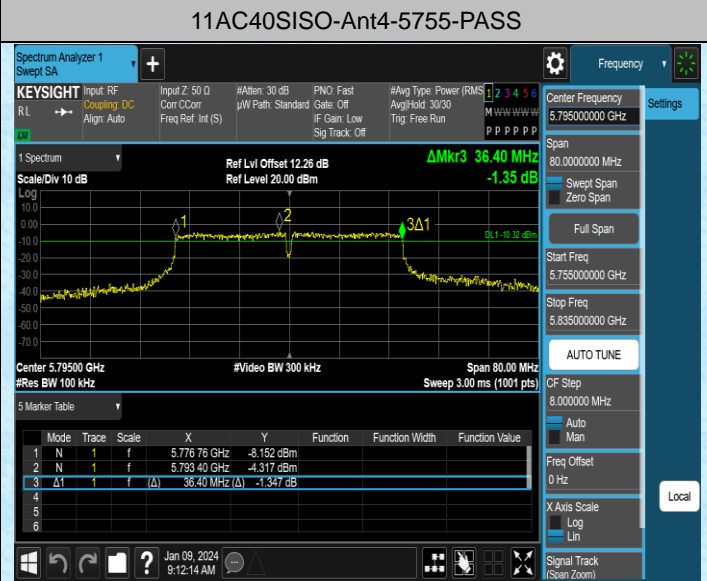 11AC40SISO-Ant4-5755-PASS
Spectrum Analyzer 1
Swept SA
Frequency
KEYSIGHT Input: RF Input Z: 50 Ω #Atten: 30 dB PNO: Fast #Avg Type: Power (RMS 1 2 3 4 5 6
RL Coupling: DC Corr CCorr µW Path: Standard Gate: Off Avg|Hold: 30/30 M W W W W W
Align: Auto Freq Ref: Int (S) IF Gain: Low Trig: Free Run
Sig Track: Off P P P P P P
LXI
1 Spectrum
Ref Lvl Offset 12.26 dB
ΔMkr3 36.40 MHz
Scale/Div 10 dB
Ref Level 20.00 dBm
-1.35 dB
Log
10.0
0.00
-10.0
-20.0
-30.0
-40.0
-50.0
-60.0
-70.0
1
2
3Δ1
DL1 -10.32 dBm
Center 5.79500 GHz #Video BW 300 kHz Span 80.00 MHz
#Res BW 100 kHz Sweep 3.00 ms (1001 pts)
5 Marker Table
Mode Trace Scale X Y Function Function Width Function Value
1 N 1 f 5.776 76 GHz -8.152 dBm
2 N 1 f 5.793 40 GHz -4.317 dBm
3 Δ1 1 f (Δ) 36.40 MHz (Δ) -1.347 dB
4
5
6
Jan 09, 2024
9:12:14 AM
Center Frequency
5.795000000 GHz
Settings
Span
80.0000000 MHz
Swept Span
Zero Span
Full Span
Start Freq
5.755000000 GHz
Stop Freq
5.835000000 GHz
AUTO TUNE
CF Step
8.000000 MHz
Auto
Man
Freq Offset
0 Hz
X Axis Scale
Log
Lin
Signal Track
(Span Zoom)
Local